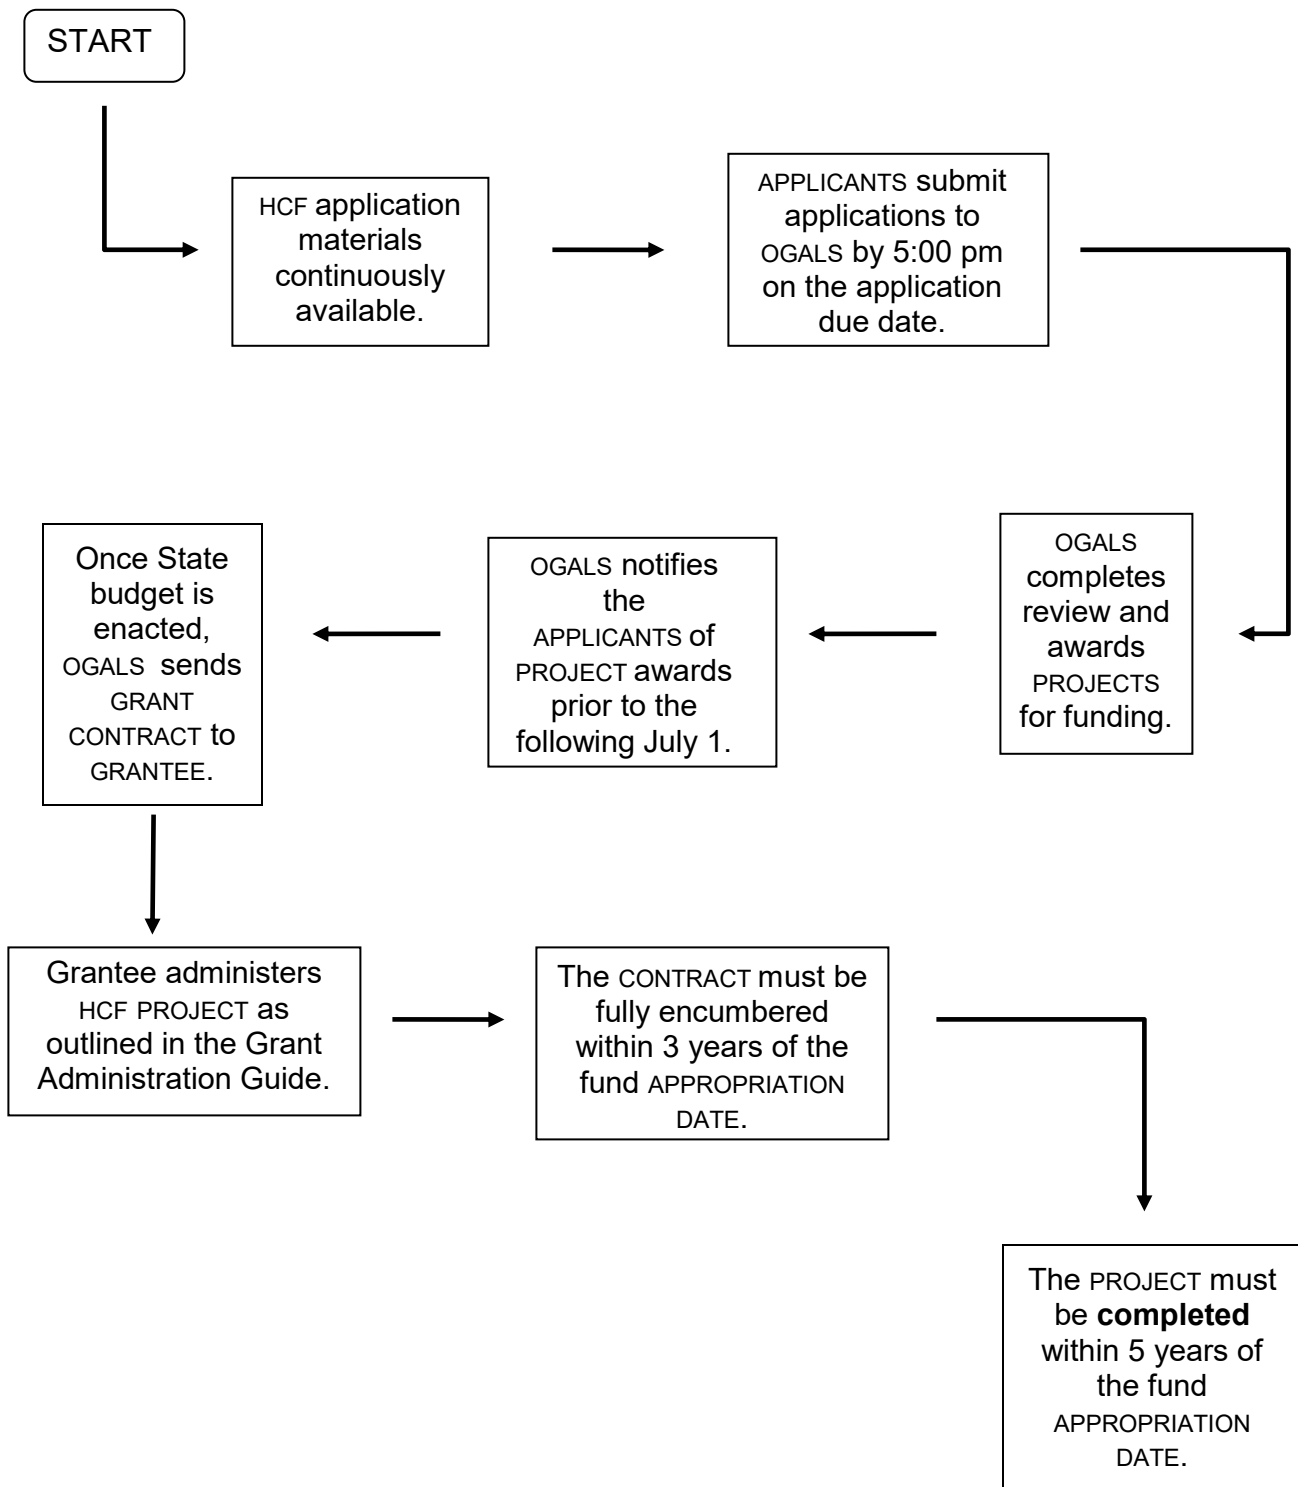 START
HCF application
materials
continuously
available.
APPLICANTS submit
applications to
OGALS by 5:00 pm
on the application
due date.
OGALS
completes
review and
awards
PROJECTS
for funding.
OGALS notifies
the
APPLICANTS of
PROJECT awards
prior to the
following July 1.
Once State
budget is
enacted,
OGALS sends
GRANT
CONTRACT to
GRANTEE.
Grantee administers
HCF PROJECT as
outlined in the Grant
Administration Guide.
The CONTRACT must be
fully encumbered
within 3 years of the
fund APPROPRIATION
DATE.
The PROJECT must
be completed
within 5 years of
the fund
APPROPRIATION
DATE.